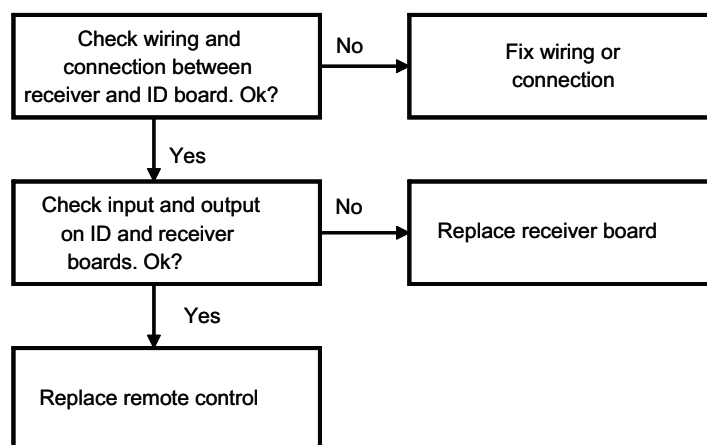 Check wiring and
connection between
receiver and ID board. Ok?
No
Fix wiring or
connection
Yes
Check input and output
on ID and receiver
boards. Ok?
No
Replace receiver board
Yes
Replace remote control